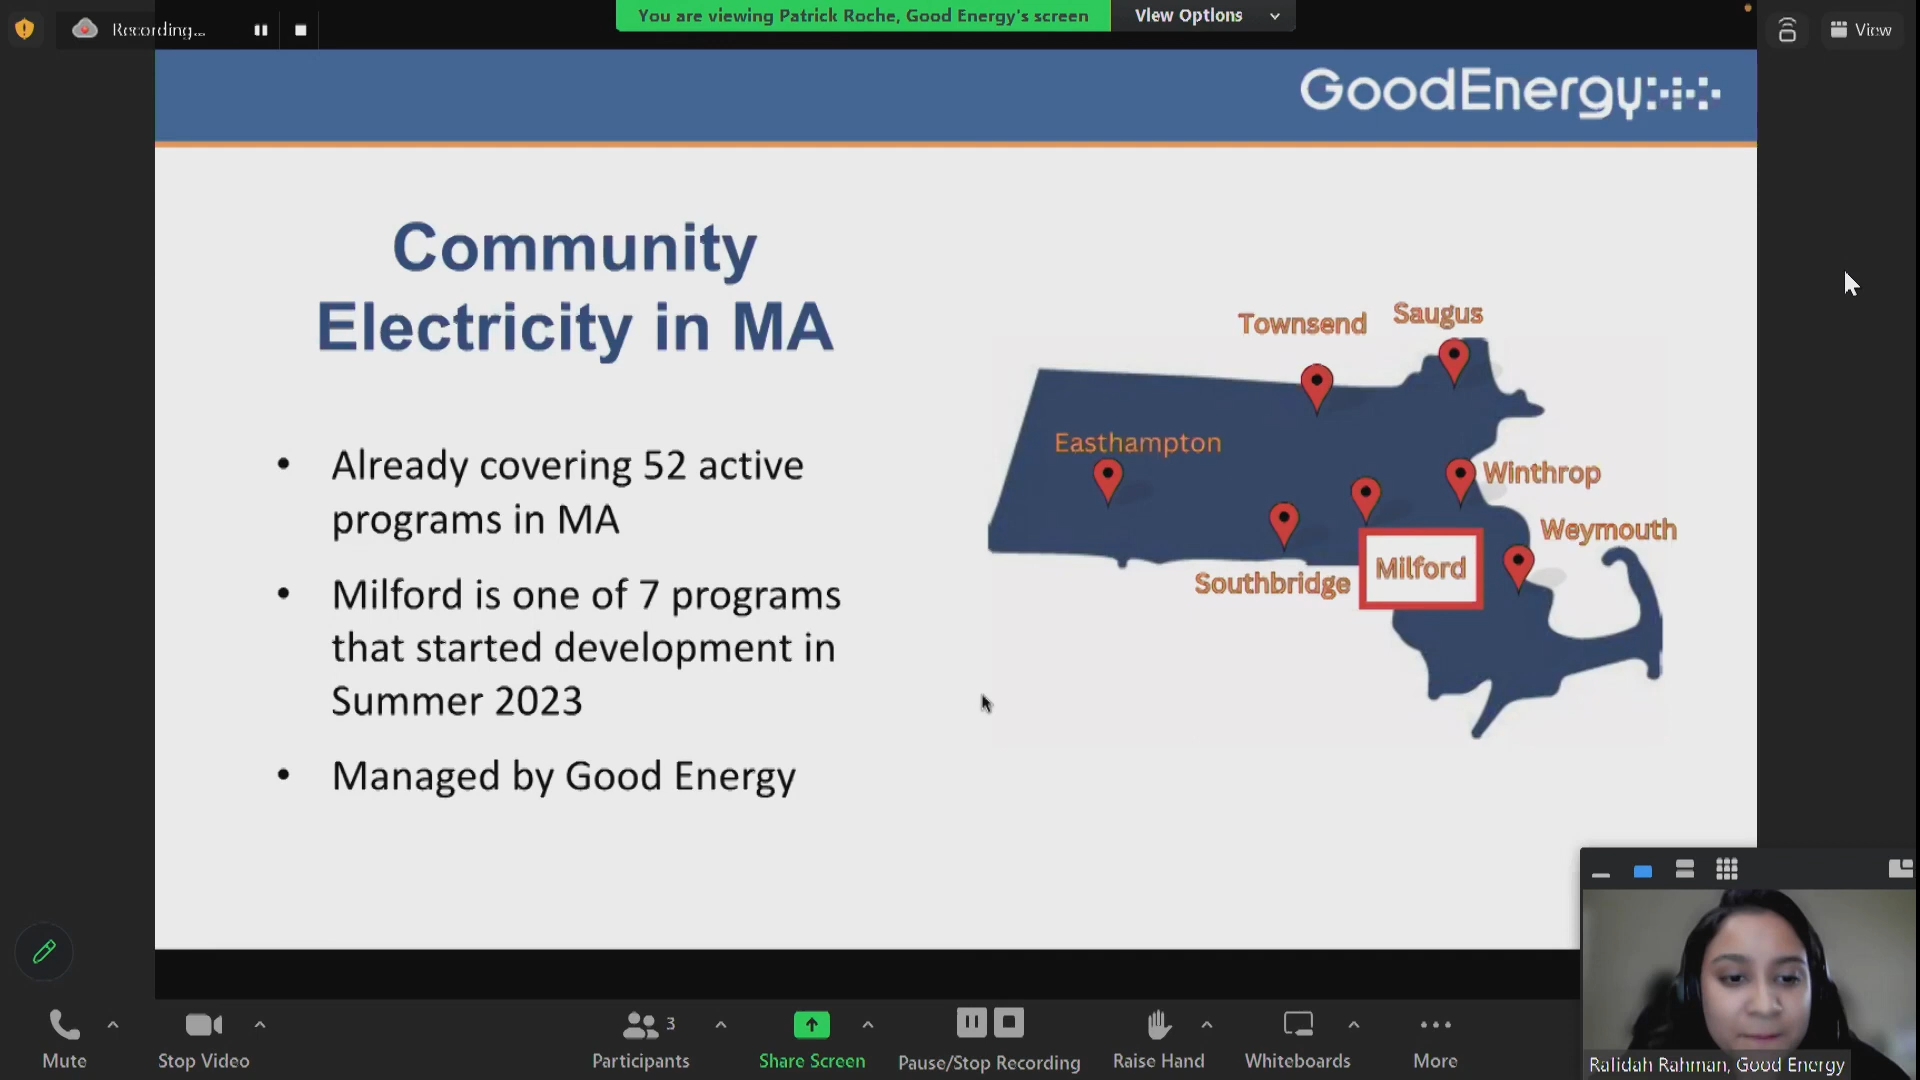 Recording...
You are viewing Patrick Roche, Good Energy's screen
View Options
View
GoodEnergy
Community
Electricity in MA
Already covering 52 active
programs in MA
Milford is one of 7 programs
that started development in
Summer 2023
Managed by Good Energy
Townsend
Saugus
Easthampton
Winthrop
Weymouth
Southbridge
Milford
Mute
Stop Video
Participants
3
Share Screen
Pause/Stop Recording
Raise Hand
Whiteboards
More
Ralidah Rahman, Good Energy